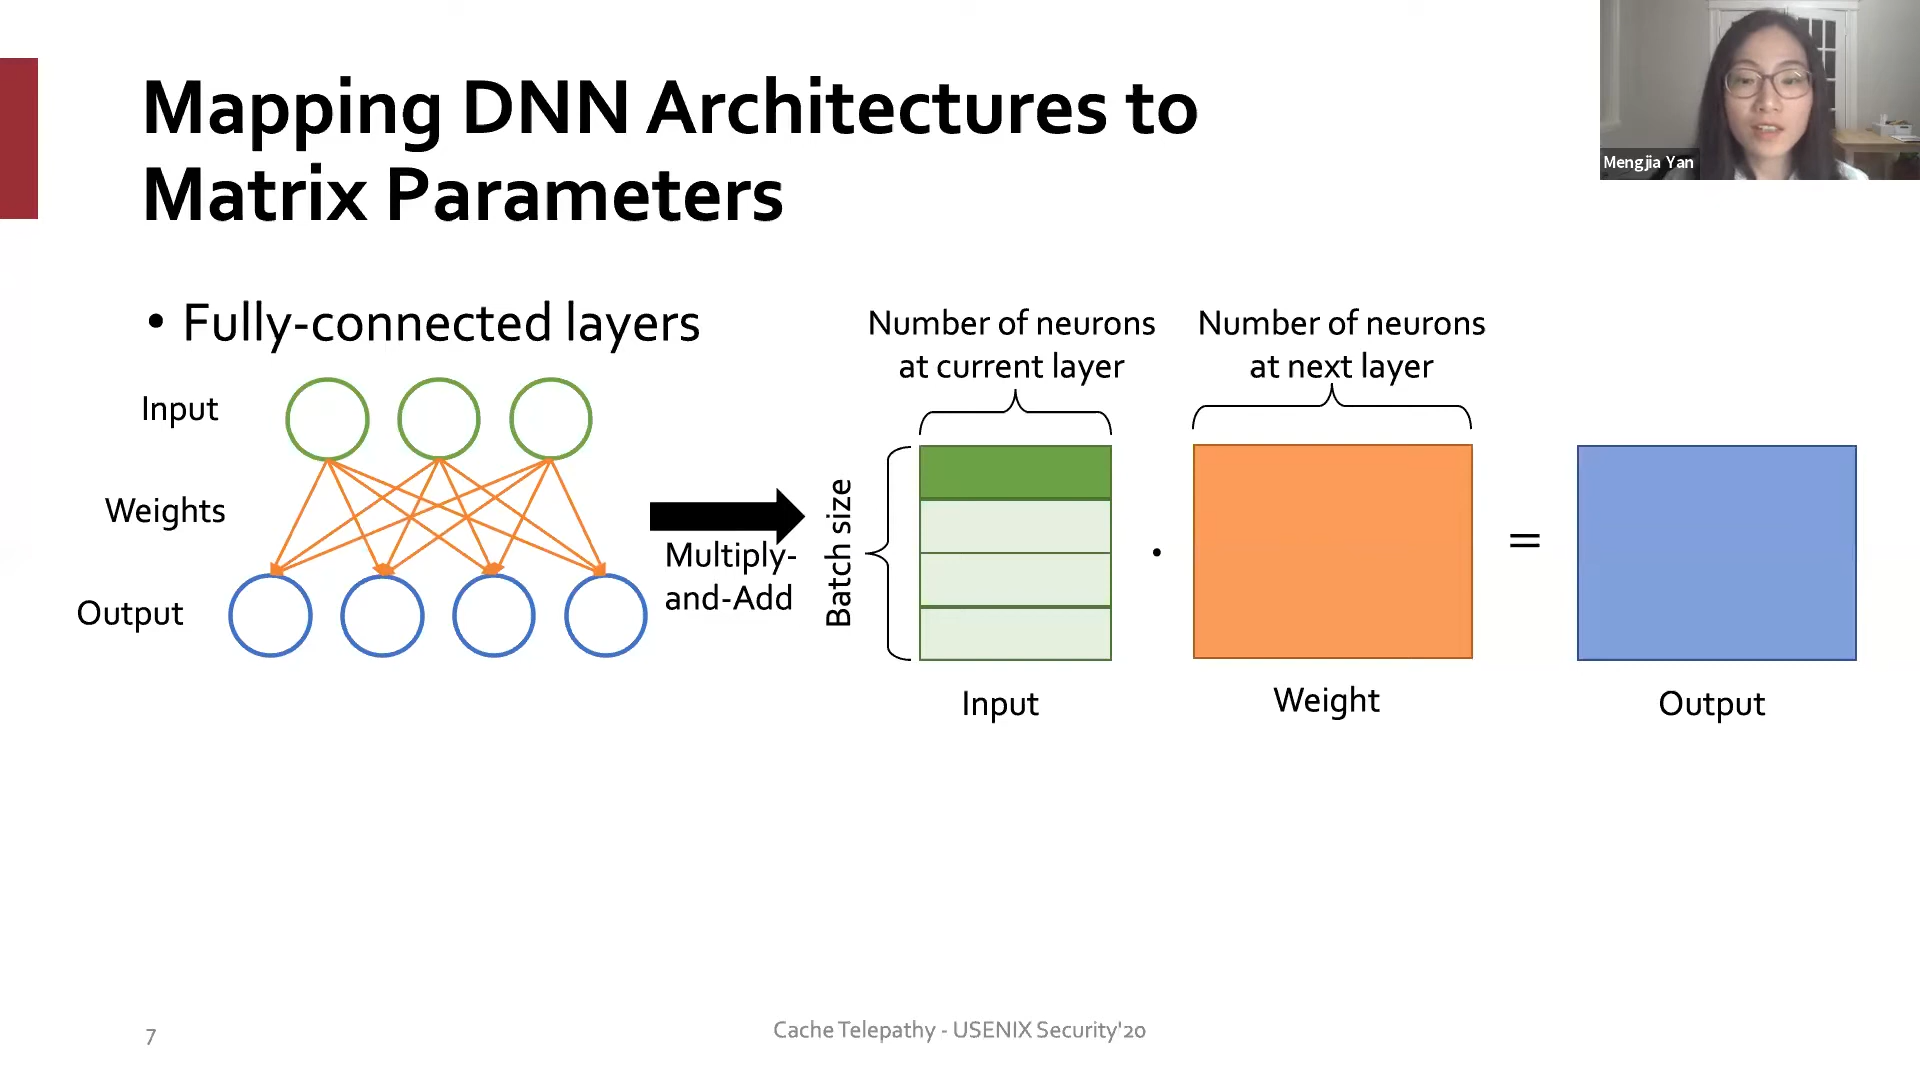 Mapping DNN Architectures to
Matrix Parameters
Mengjia Yan
• Fully-connected layers
Input
Weights
Output
Multiply-
and-Add
Number of neurons
at current layer
Number of neurons
at next layer
Batch size
·
=
Input
Weight
Output
7
Cache Telepathy - USENIX Security'20